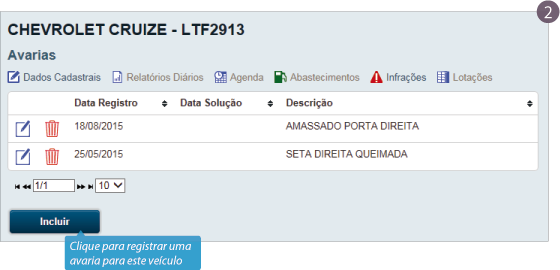 2
CHEVROLET CRUIZE - LTF2913
Avarias
Dados Cadastrais Relatórios Diários Agenda Abastecimentos Infrações Lotações
Data Registro Data Solução Descrição
18/08/2015 AMASSADO PORTA DIREITA
25/05/2015 SETA DIREITA QUEIMADA
1/1 10
Incluir
Clique para registrar uma
avaria para este veículo